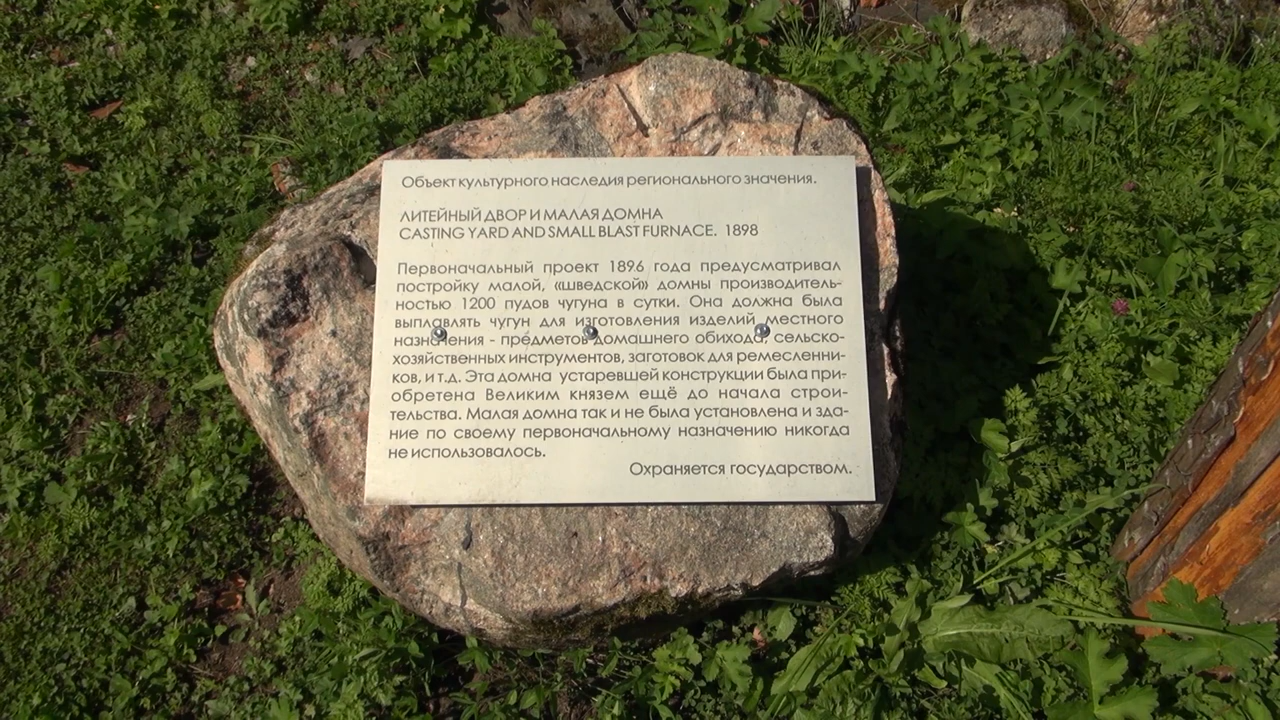 Объект культурного наследия регионального значения.
ЛИТЕЙНЫЙ ДВОР И МАЛАЯ ДОМНА
CASTING YARD AND SMALL BLAST FURNACE. 1898
Первоначальный проект 1896 года предусматривал
постройку малой, «шведской» домны производитель-
ностью 1200 пудов чугуна в сутки. Она должна была
выплавлять чугун для изготовления изделий местного
назначения - предметов домашнего обихода, сельско-
хозяйственных инструментов, заготовок для ремесленни-
ков, и т.д. Эта домна устаревшей конструкции была при-
обретена Великим князем ещё до начала строи-
тельства. Малая домна так и не была установлена и зда-
ние по своему первоначальному назначению никогда
не использовалось.
Охраняется государством.